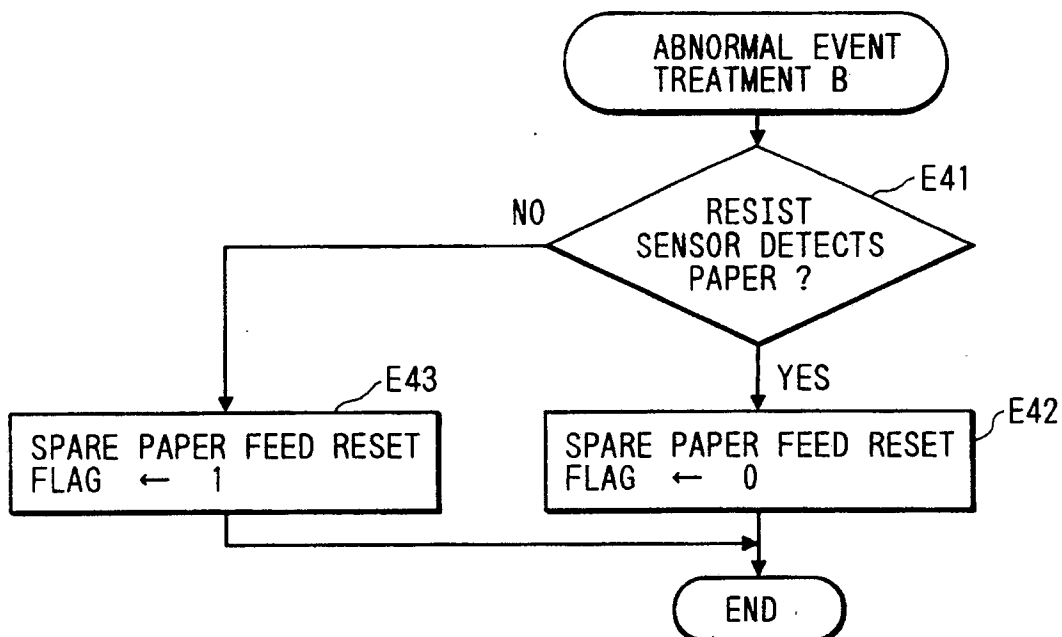 ABNORMAL EVENT
TREATMENT B
E41
NO
RESIST
SENSOR DETECTS
PAPER ?
YES
E43
E42
SPARE PAPER FEED RESET
FLAG ← 1
SPARE PAPER FEED RESET
FLAG ← 0
END